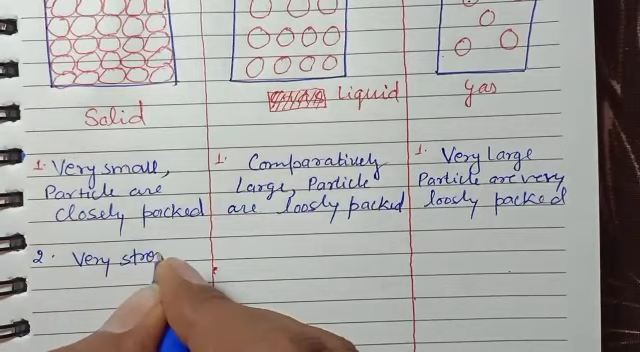 Solid
Liquid
Gas
1. Very small,
Particle are
closely packed
1. Comparatively
Large, Particle
are loosly packed
1. Very Large
Particle are very
loosly packed
2. Very stro